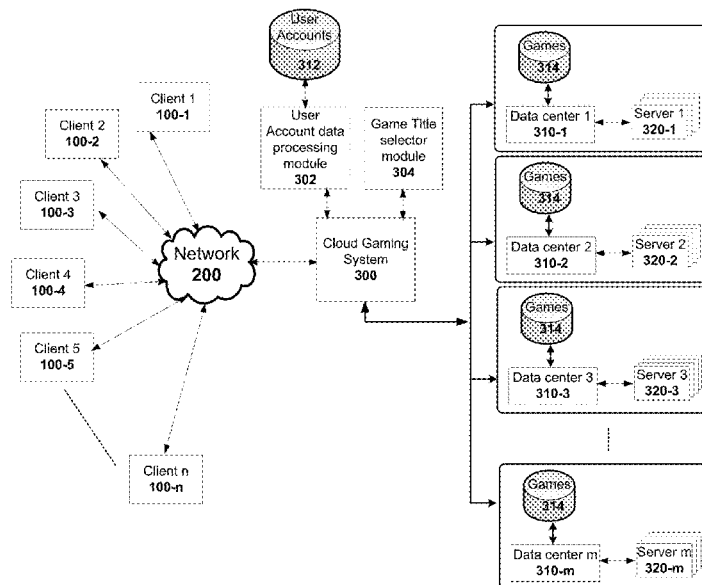 User
Accounts
312
User
Account data
processing
module
302
Game Title
selector
module
304
Client 1
100-1
Client 2
100-2
Client 3
100-3
Client 4
100-4
Client 5
100-5
Client n
100-n
Network
200
Cloud Gaming
System
300
Games
314
Data center 1
310-1
Server 1
320-1
Games
314
Data center 2
310-2
Server 2
320-2
Games
314
Data center 3
310-3
Server 3
320-3
Games
314
Data center m
310-m
Server m
320-m